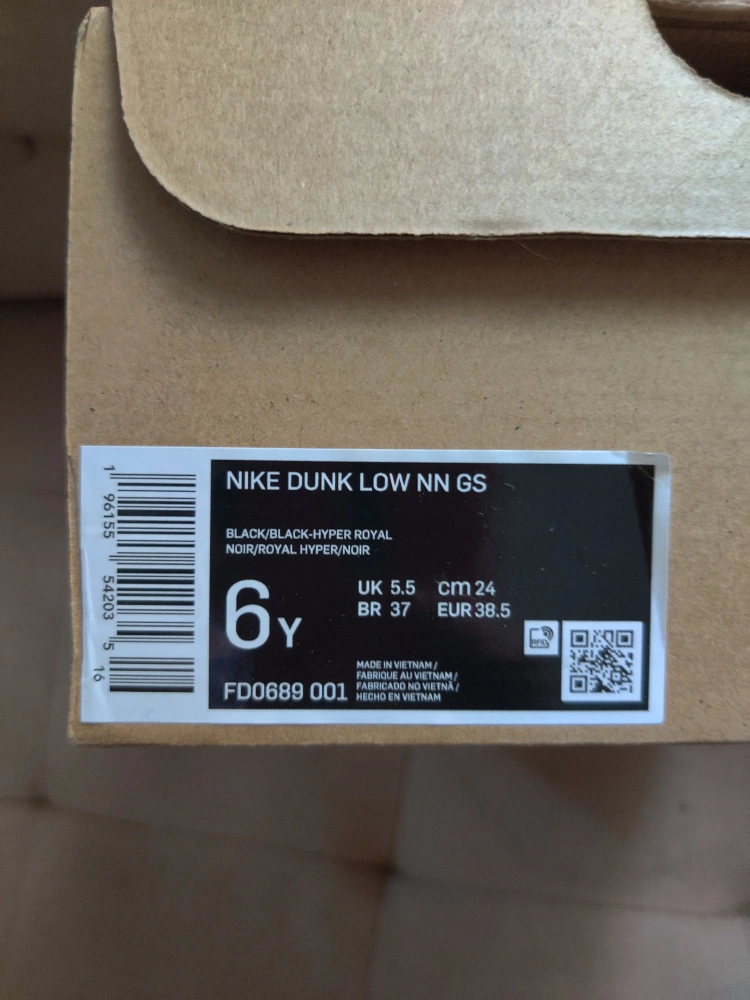 NIKE DUNK LOW NN GS
BLACK/BLACK-HYPER ROYAL
NOIR/ROYAL HYPER/NOIR
6Y
UK 5.5 cm 24
BR 37 EUR 38.5
FD0689 001
MADE IN VIETNAM /
FABRIQUE AU VIETNAM /
FABRICADO NO VIETNÃ /
HECHO EN VIETNAM
RFID
1 96155 54203 5 16